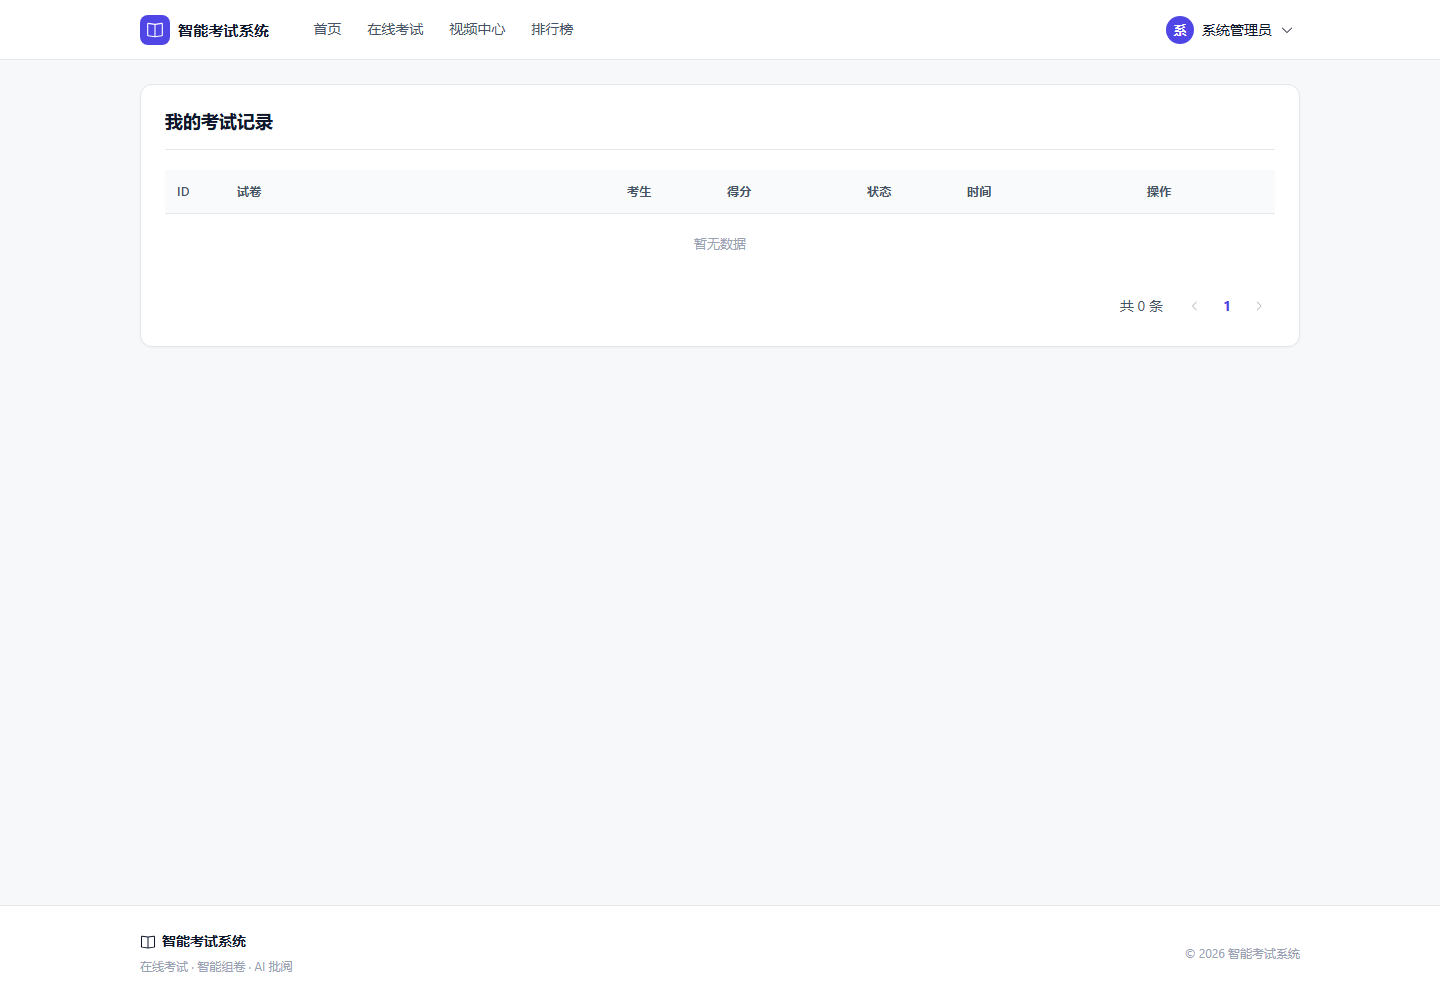 智能考试系统 首页 在线考试 视频中心 排行榜 系 系统管理员
我的考试记录
ID 试卷 考生 得分 状态 时间 操作
暂无数据
共 0 条 1
智能考试系统
在线考试 · 智能组卷 · AI 批阅
© 2026 智能考试系统